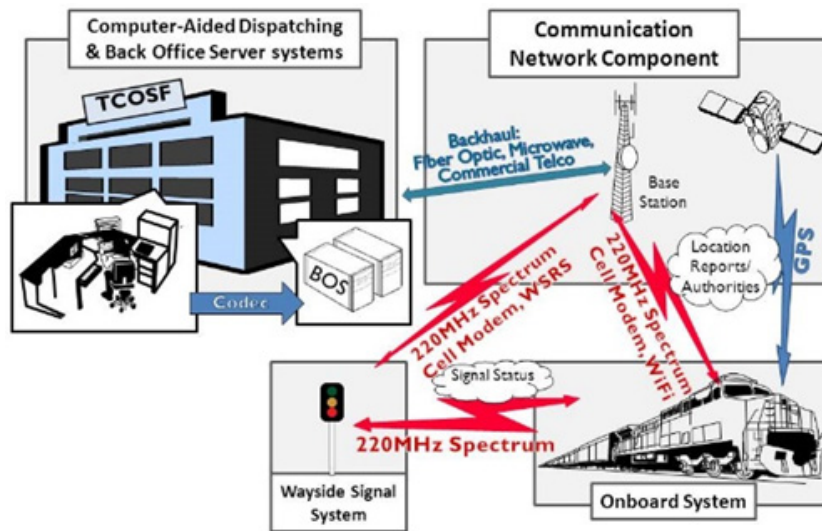 Computer-Aided Dispatching
& Back Office Server systems
TCOSF
BOS
Codec
Communication
Network Component
Backhaul:
Fiber Optic, Microwave,
Commercial Telco
Base
Station
Location
Reports/
Authorities
GPS
220MHz Spectrum
Cell Modem, WSRS
220MHz Spectrum
Cell Modem, WiFi
Signal Status
220MHz Spectrum
Wayside Signal
System
Onboard System